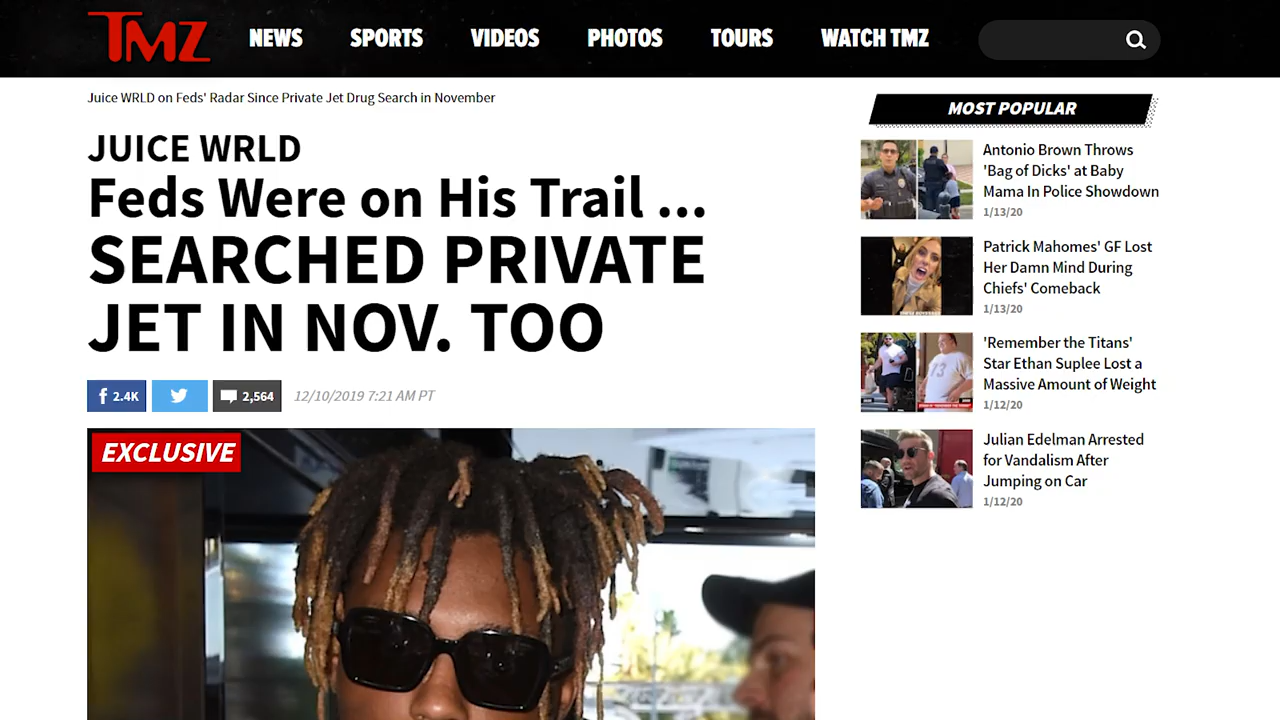 TMZ
NEWS
SPORTS
VIDEOS
PHOTOS
TOURS
WATCH TMZ
Juice WRLD on Feds' Radar Since Private Jet Drug Search in November
JUICE WRLD
Feds Were on His Trail ...
SEARCHED PRIVATE
JET IN NOV. TOO
2.4K
2,564
12/10/2019 7:21 AM PT
EXCLUSIVE
MOST POPULAR
Antonio Brown Throws
'Bag of Dicks' at Baby
Mama In Police Showdown
1/13/20
Patrick Mahomes' GF Lost
Her Damn Mind During
Chiefs' Comeback
1/13/20
'Remember the Titans'
Star Ethan Suplee Lost a
Massive Amount of Weight
1/12/20
Julian Edelman Arrested
for Vandalism After
Jumping on Car
1/12/20